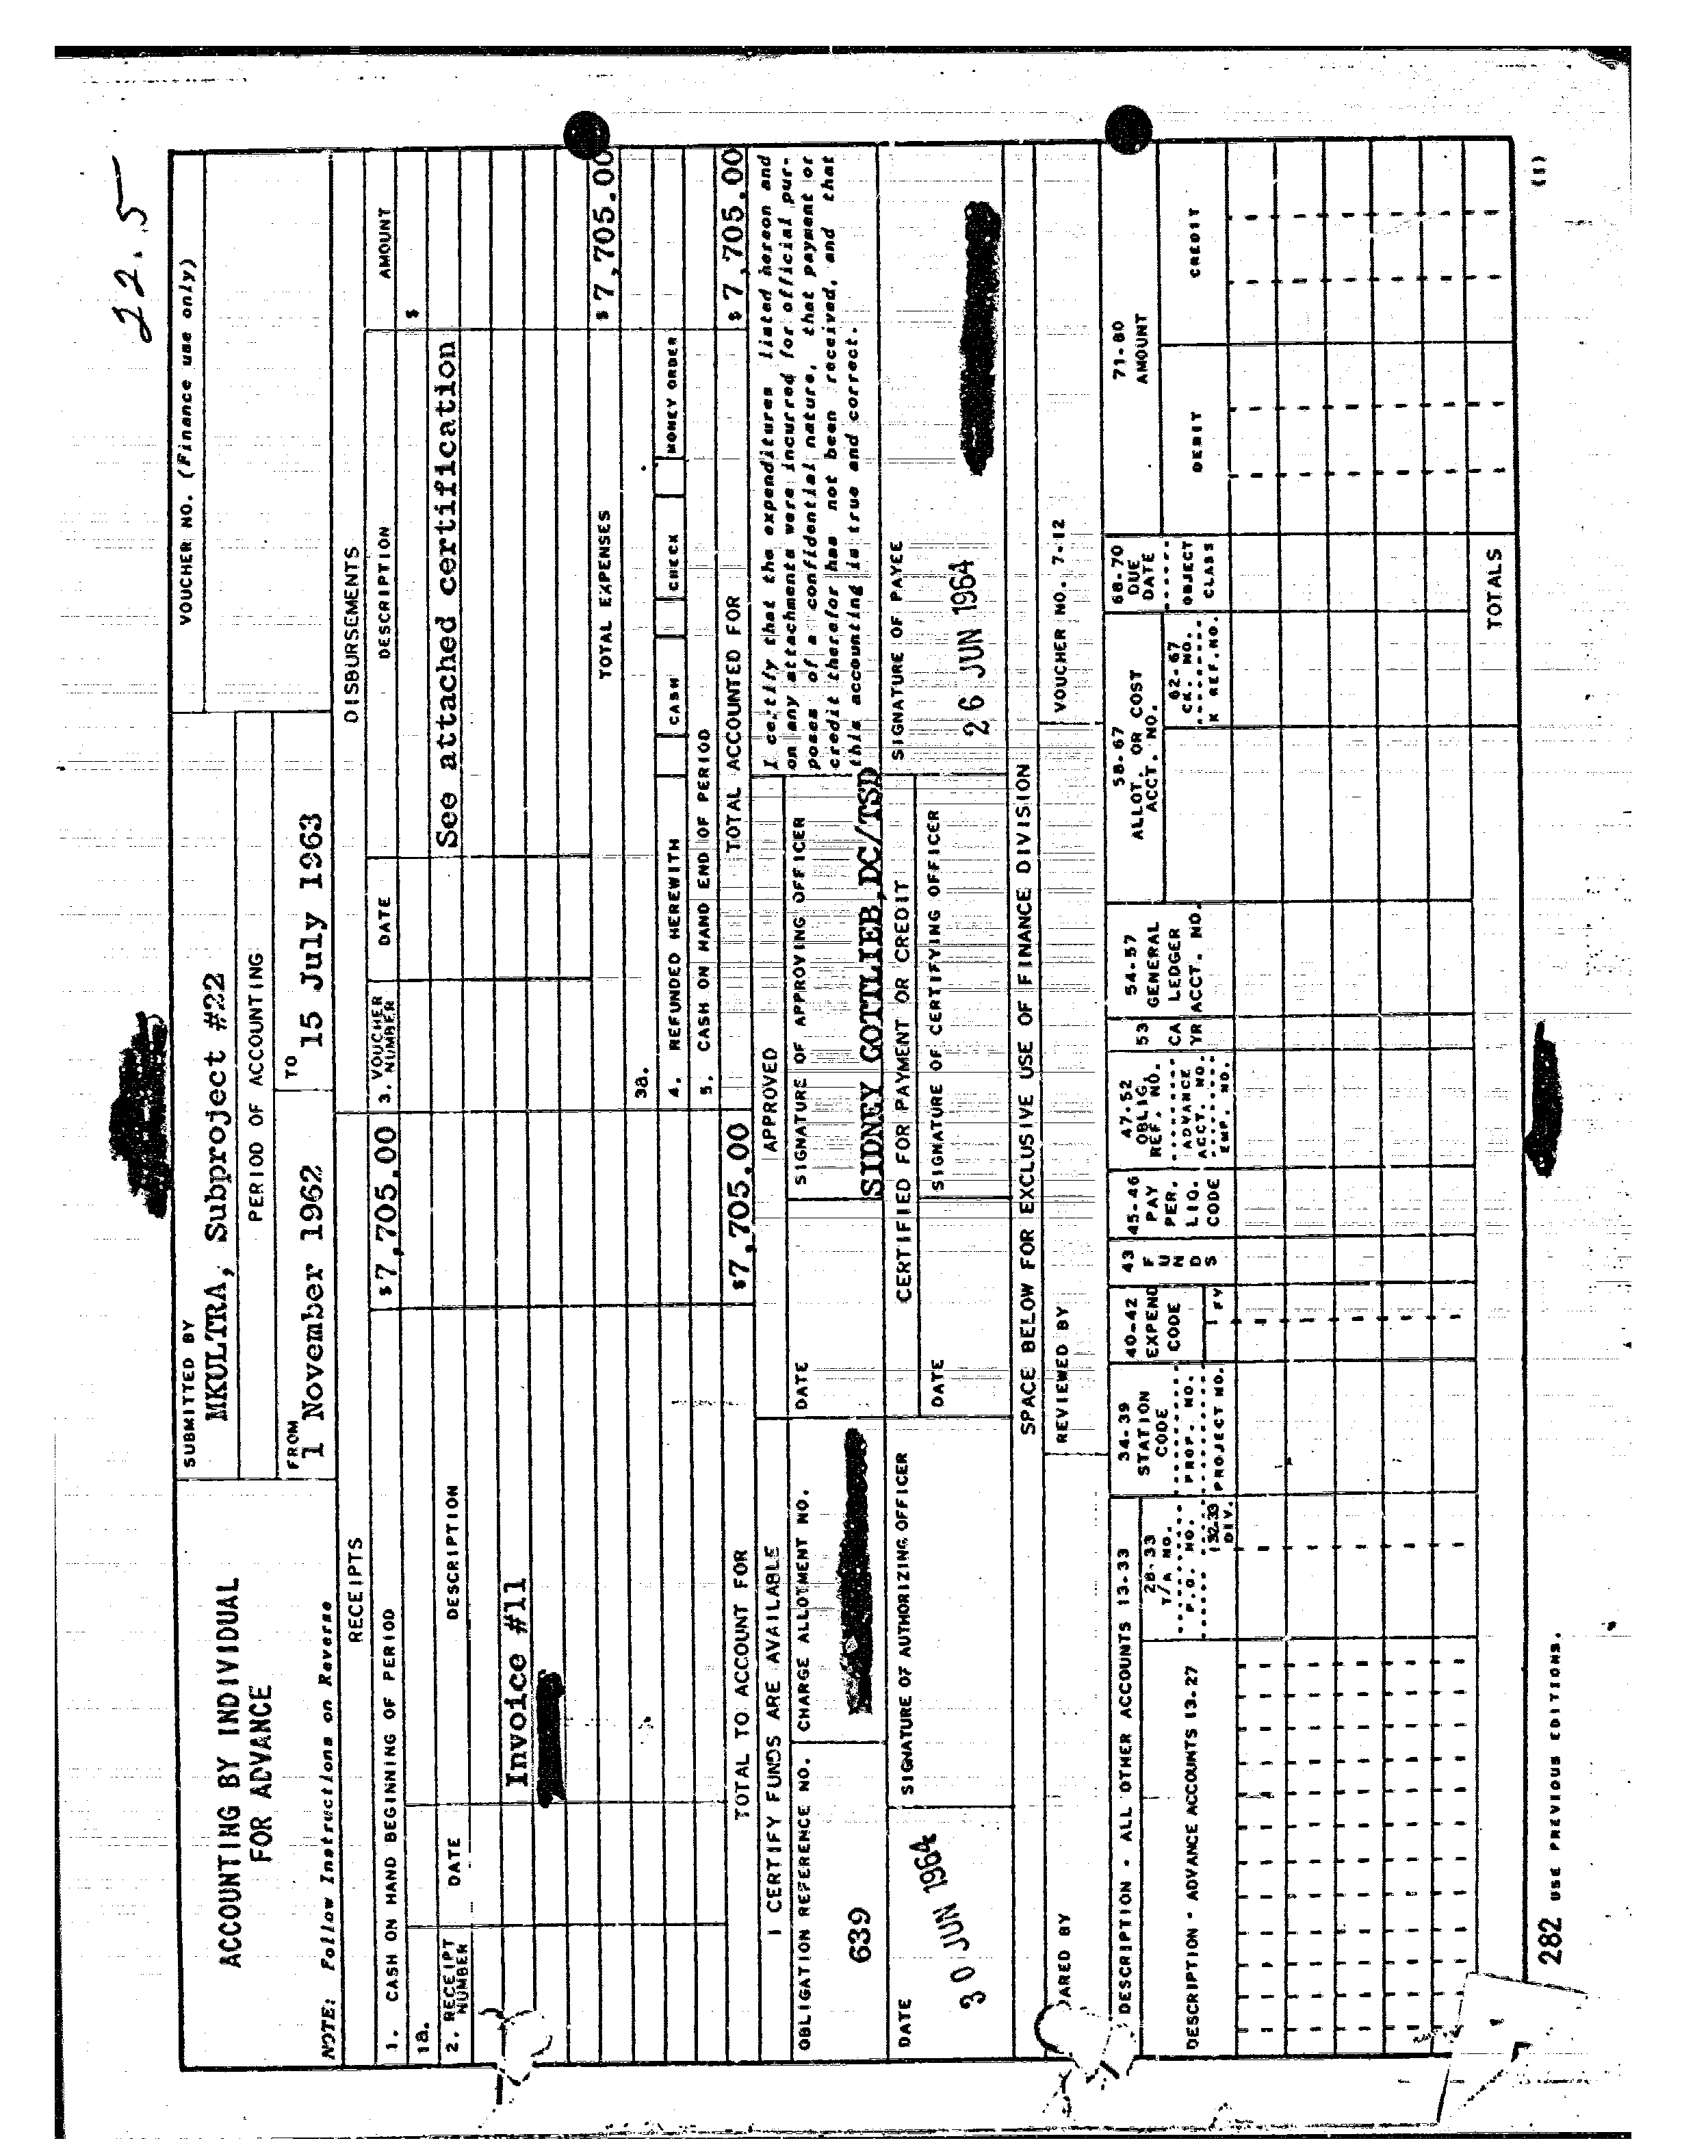 22.5
ACCOUNTING BY INDIVIDUAL
FOR ADVANCE
NOTE: Follow Instructions on Reverse
SUBMITTED BY
MKULTRA, Subproject #22
PERIOD OF ACCOUNTING
FROM
1 November 1962
TO
15 July 1963
VOUCHER NO. (Finance use only)
RECEIPTS
DISBURSEMENTS
1. CASH ON HAND BEGINNING OF PERIOD
$7,705.00
3. VOUCHER NUMBER
DATE
DESCRIPTION
AMOUNT
1a.
$
2. RECEIPT NUMBER
DATE
DESCRIPTION
See attached certification
Invoice #11
TOTAL EXPENSES
$ 7,705.00
3a.
4. REFUNDED HEREWITH
CASH
CHECK
MONEY ORDER
5. CASH ON HAND END OF PERIOD
TOTAL TO ACCOUNT FOR
$7,705.00
TOTAL ACCOUNTED FOR
$ 7,705.00
I CERTIFY FUNDS ARE AVAILABLE
APPROVED
I certify that the expenditures listed hereon and
on any attachments were incurred for official pur-
poses of a confidential nature, that payment or
credit therefor has not been received, and that
this accounting is true and correct.
OBLIGATION REFERENCE NO.
CHARGE ALLOTMENT NO.
DATE
SIGNATURE OF APPROVING OFFICER
639
SIDNEY GOTTLIEB, DC/TSD
DATE
SIGNATURE OF AUTHORIZING OFFICER
CERTIFIED FOR PAYMENT OR CREDIT
SIGNATURE OF PAYEE
30 JUN 1964
DATE
SIGNATURE OF CERTIFYING OFFICER
26 JUN 1964
SPACE BELOW FOR EXCLUSIVE USE OF FINANCE DIVISION
ARED BY
REVIEWED BY
VOUCHER NO. 7-12
DESCRIPTION - ALL OTHER ACCOUNTS 13-33
DESCRIPTION - ADVANCE ACCOUNTS 13-27
28-33
T/A NO.
P.O. NO.
32-33
DIV.
34-39
STATION
CODE
PROP. NO.
PROJECT NO.
40-42
EXPEND
CODE
FY
43
FUNDS
45-46
PAY
PER.
LIQ.
CODE
47-52
OBLIG.
REF. NO.
ADVANCE
ACCT. NO.
EMP. NO.
53
CA
YR
54-57
GENERAL
LEDGER
ACCT. NO.
58-67
ALLOT. OR COST
ACCT. NO.
62-67
CK. NO.
K REF.NO.
68-70
DUE
DATE
OBJECT
CLASS
71-80
AMOUNT
DEBIT
CREDIT
TOTALS
282 USE PREVIOUS EDITIONS.